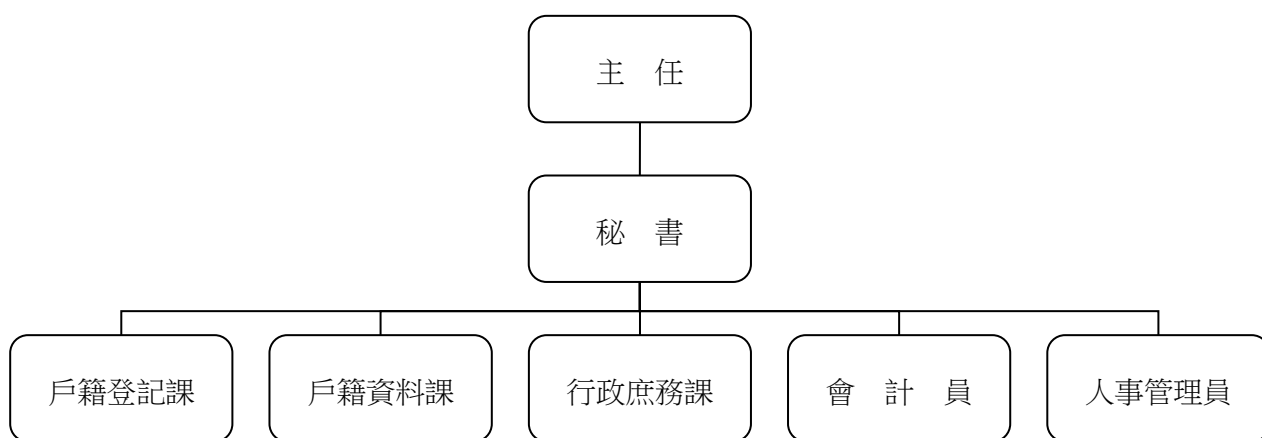 主　任
秘　書
戶籍登記課
戶籍資料課
行政庶務課
會　計　員
人事管理員